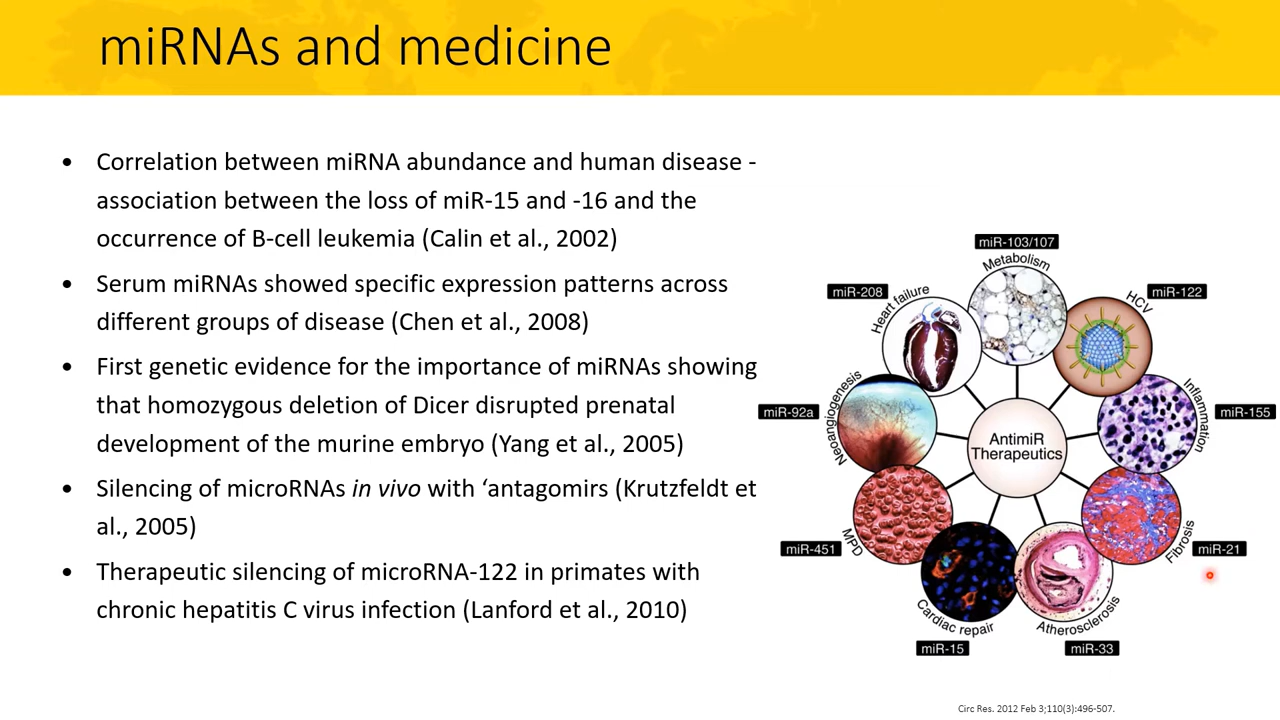 miRNAs and medicine
• Correlation between miRNA abundance and human disease -
association between the loss of miR-15 and -16 and the
occurrence of B-cell leukemia (Calin et al., 2002)
• Serum miRNAs showed specific expression patterns across
different groups of disease (Chen et al., 2008)
• First genetic evidence for the importance of miRNAs showing
that homozygous deletion of Dicer disrupted prenatal
development of the murine embryo (Yang et al., 2005)
• Silencing of microRNAs in vivo with ‘antagomirs (Krutzfeldt et
al., 2005)
• Therapeutic silencing of microRNA-122 in primates with
chronic hepatitis C virus infection (Lanford et al., 2010)
miR-103/107
Metabolism
miR-122
HCV
miR-155
Inflammation
miR-21
Fibrosis
miR-33
Atherosclerosis
miR-15
Cardiac repair
miR-451
MPD
miR-92a
Neoangiogenesis
miR-208
Heart failure
AntimiR
Therapeutics
Circ Res. 2012 Feb 3;110(3):496-507.